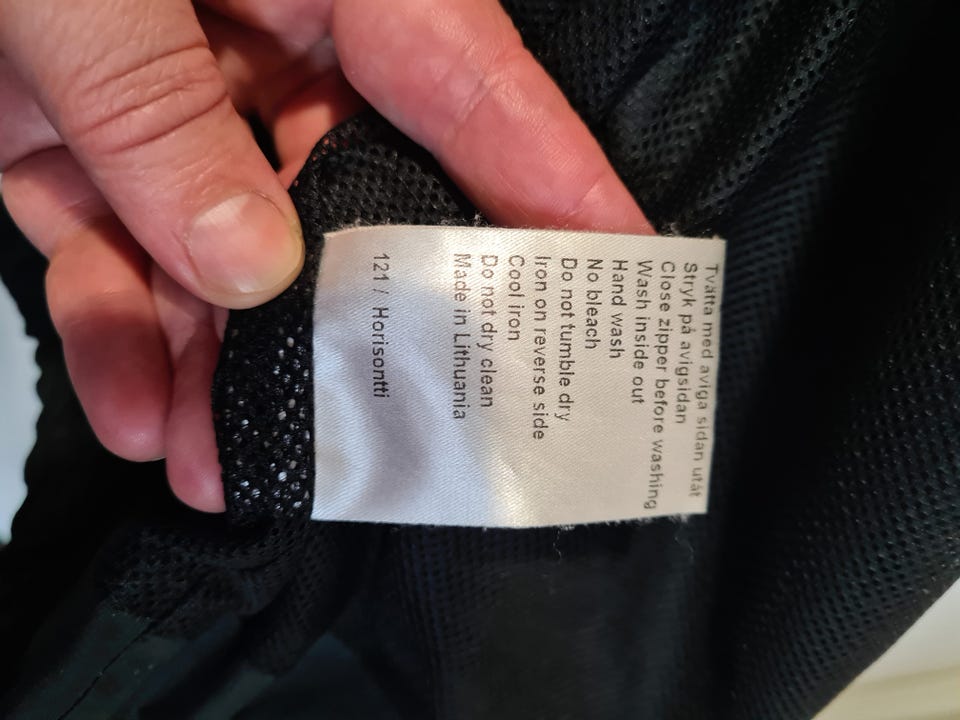 Tvätta med aviga sidan utåt
Stryk på avigsidan
Close zipper before washing
Wash inside out
Hand wash
No bleach
Do not tumble dry
Iron on reverse side
Cool iron
Do not dry clean
Made in Lithuania
121 / Horisontti